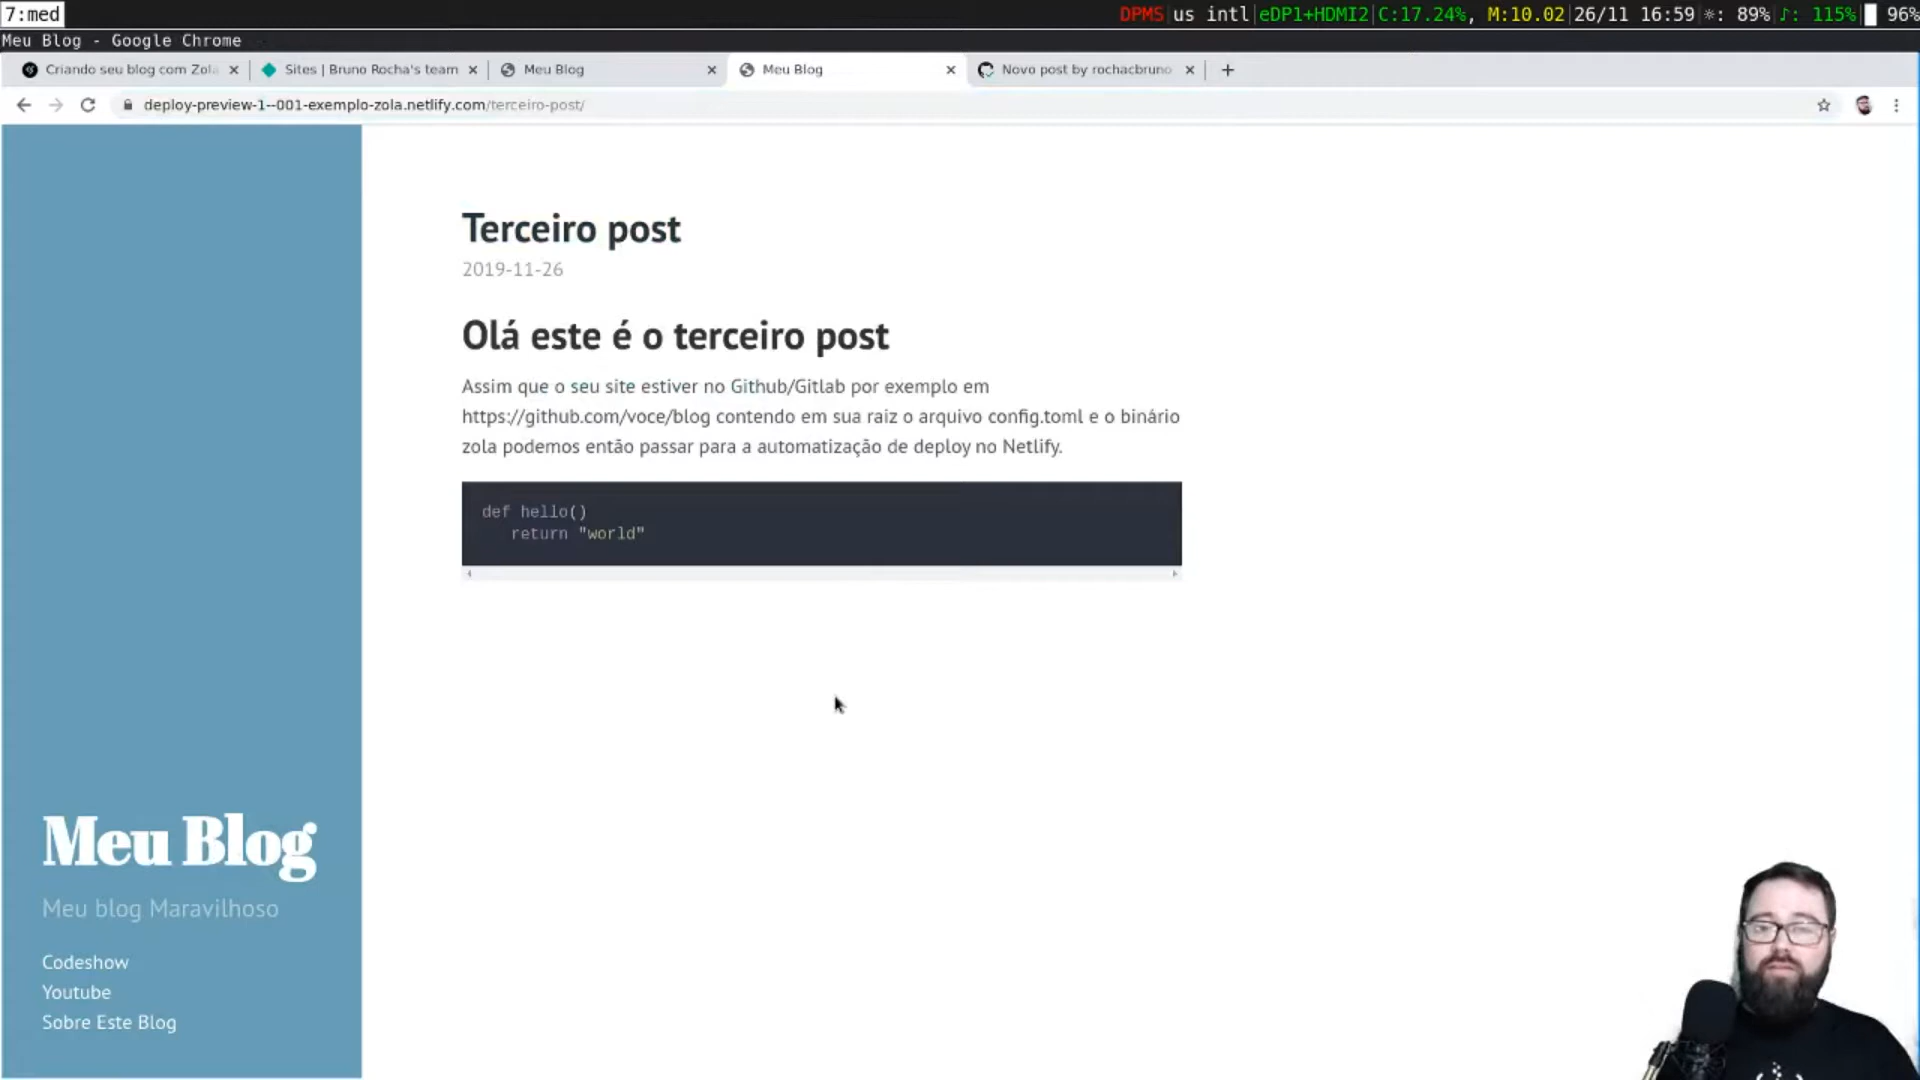 7:med
DPMS us intl|eDP1+HDMI2|C:17.24%, M:10.02|26/11 16:59 ☼: 89% ♪: 115% 96%
Meu Blog - Google Chrome
Criando seu blog com Zola
Sites | Bruno Rocha's team
Meu Blog
Meu Blog
Novo post by rochacbruno
deploy-preview-1--001-exemplo-zola.netlify.com/terceiro-post/
Terceiro post
2019-11-26
Olá este é o terceiro post
Assim que o seu site estiver no Github/Gitlab por exemplo em
https://github.com/voce/blog contendo em sua raiz o arquivo config.toml e o binário
zola podemos então passar para a automatização de deploy no Netlify.
def hello()
return "world"
Meu Blog
Meu blog Maravilhoso
Codeshow
Youtube
Sobre Este Blog